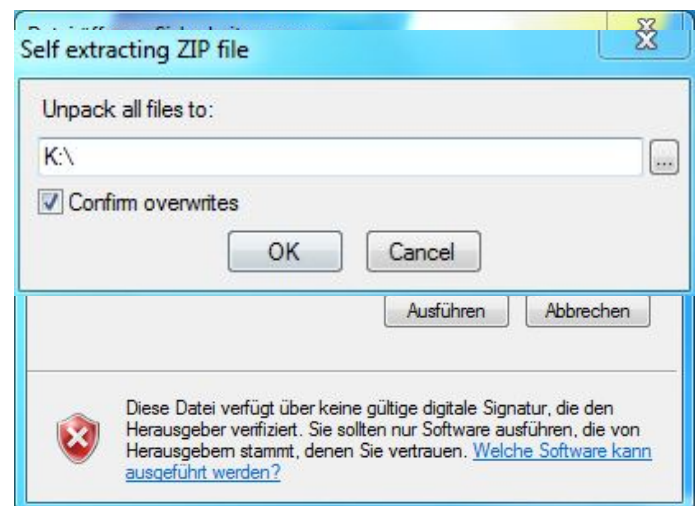 Self extracting ZIP file
Unpack all files to:
K:\
...
Confirm overwrites
OK Cancel
Ausführen Abbrechen
Diese Datei verfügt über keine gültige digitale Signatur, die den
Herausgeber verifiziert. Sie sollten nur Software ausführen, die von
Herausgebern stammt, denen Sie vertrauen. Welche Software kann
ausgeführt werden?